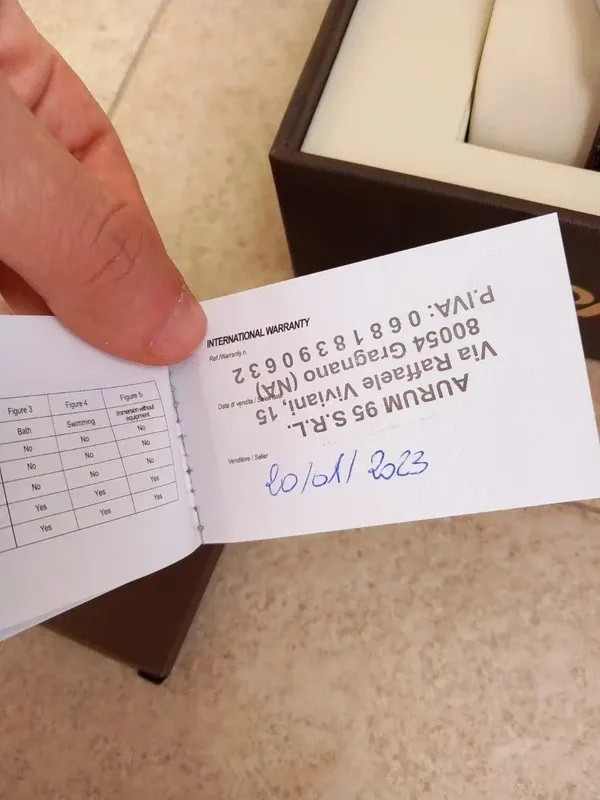 Figure 3 Figure 4 Figure 5
Bath Swimming Immersion without
equipment
No No No
No No No
No No No
Yes Yes Yes
Yes Yes Yes
INTERNATIONAL WARRANTY
Ref./Warranty n.
Data di vendita /
Venditore / Seller
AURUM 95 S.R.L.
Via Raffaele Viviani, 15
80054 Gragnano (NA)
P.IVA: 06818390632
20/01/2023